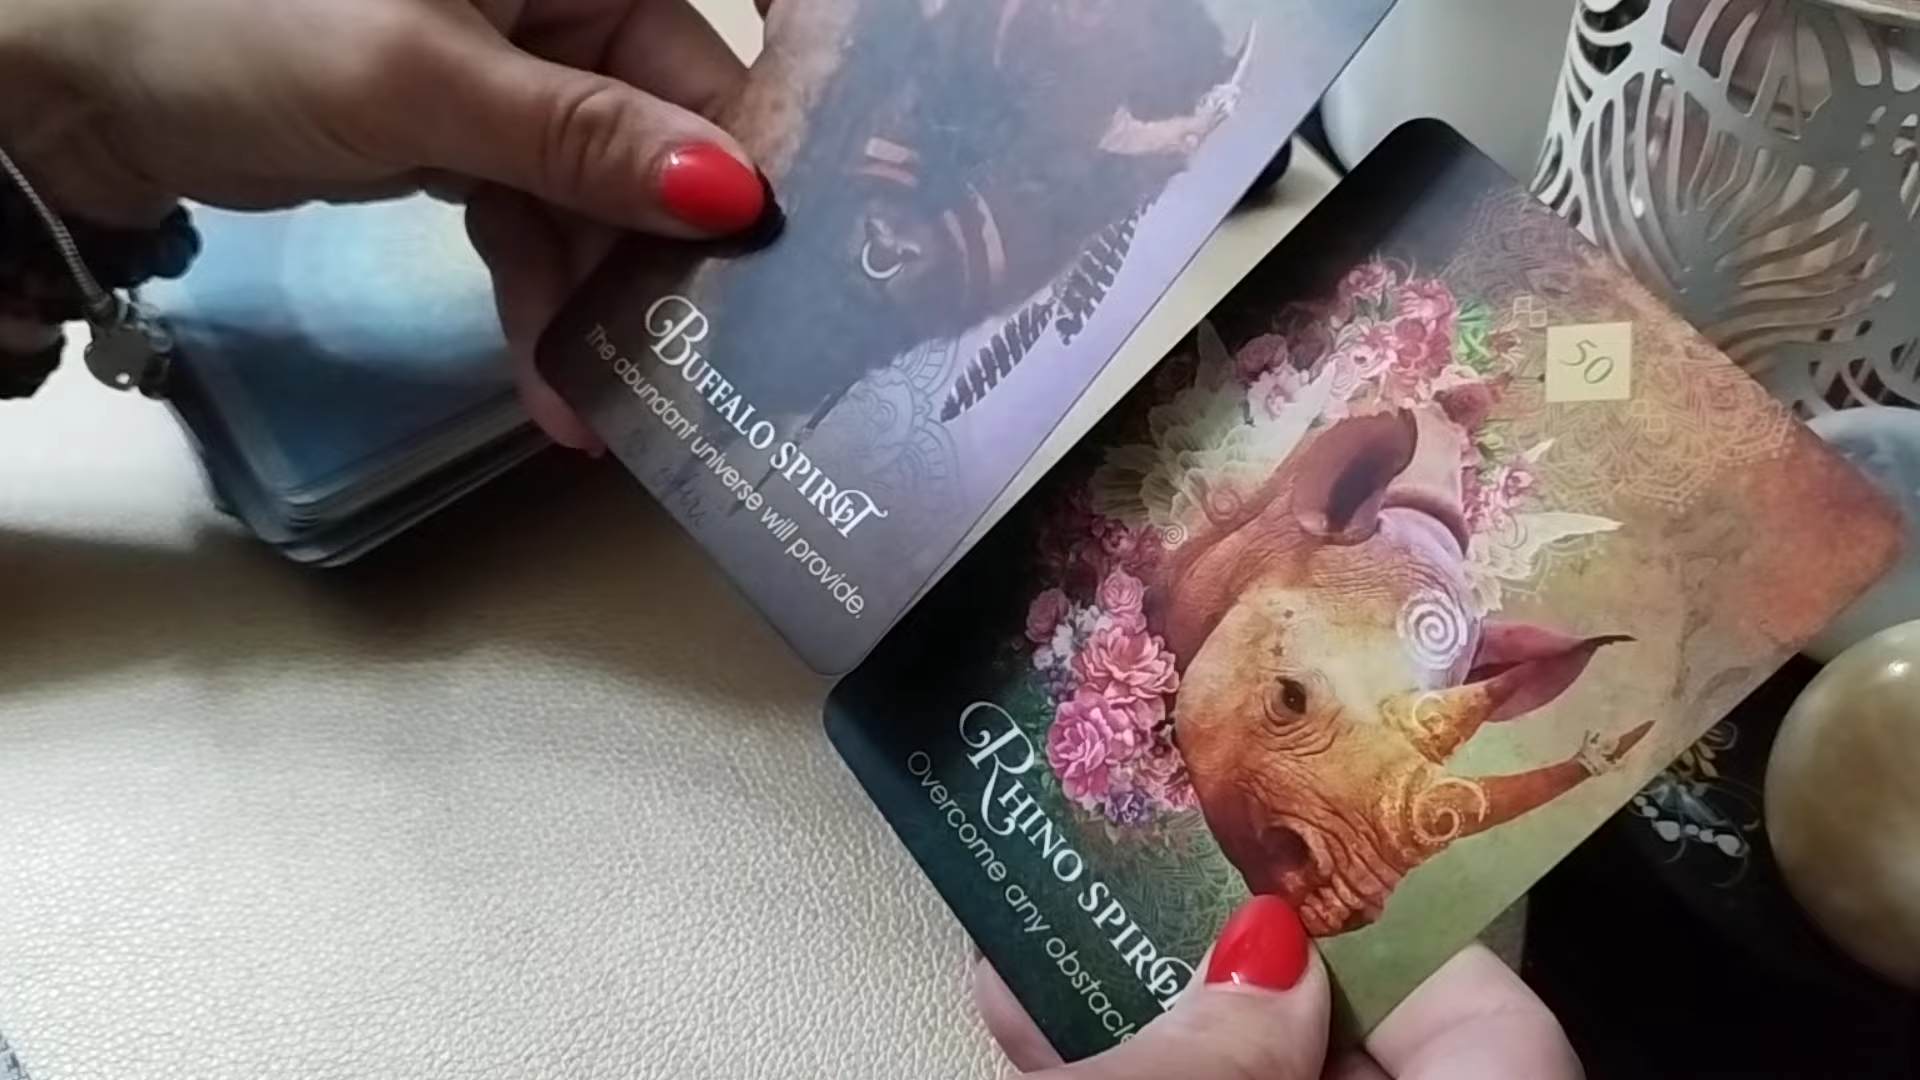 BUFFALO SPIRIT
The abundant universe will provide.
50
RHINO SPIRIT
Overcome any obstacle